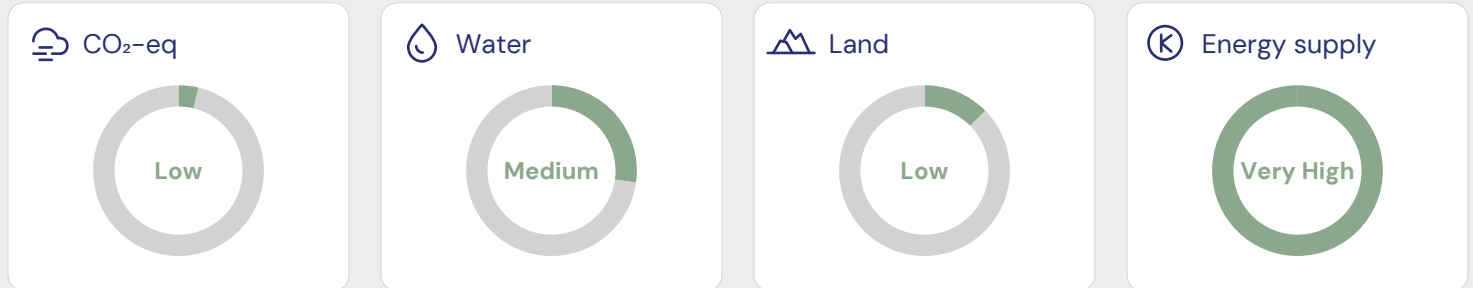 CO₂-eq
Water
Land
Energy supply
Low
Medium
Low
Very High